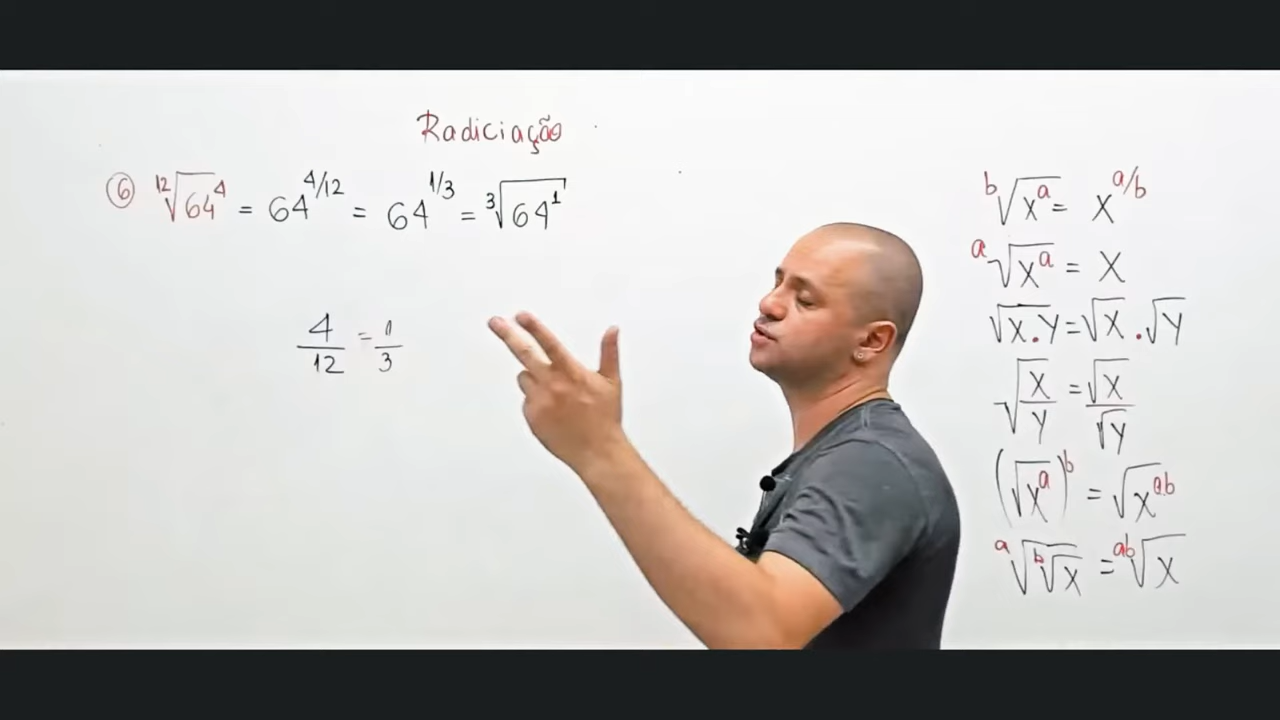 Radiciação
⑥ ¹²√64⁴ = 64^4/12 = 64^1/3 = ³√64¹
4/12 = 1/3
ᵇ√xᵃ = x^a/b
ᵃ√xᵃ = x
√x.y = √x . √y
√x/y = √x/√y
(√xᵃ)ᵇ = √xᵃᵇ
ᵃ√ᵇ√x = ᵃᵇ√x